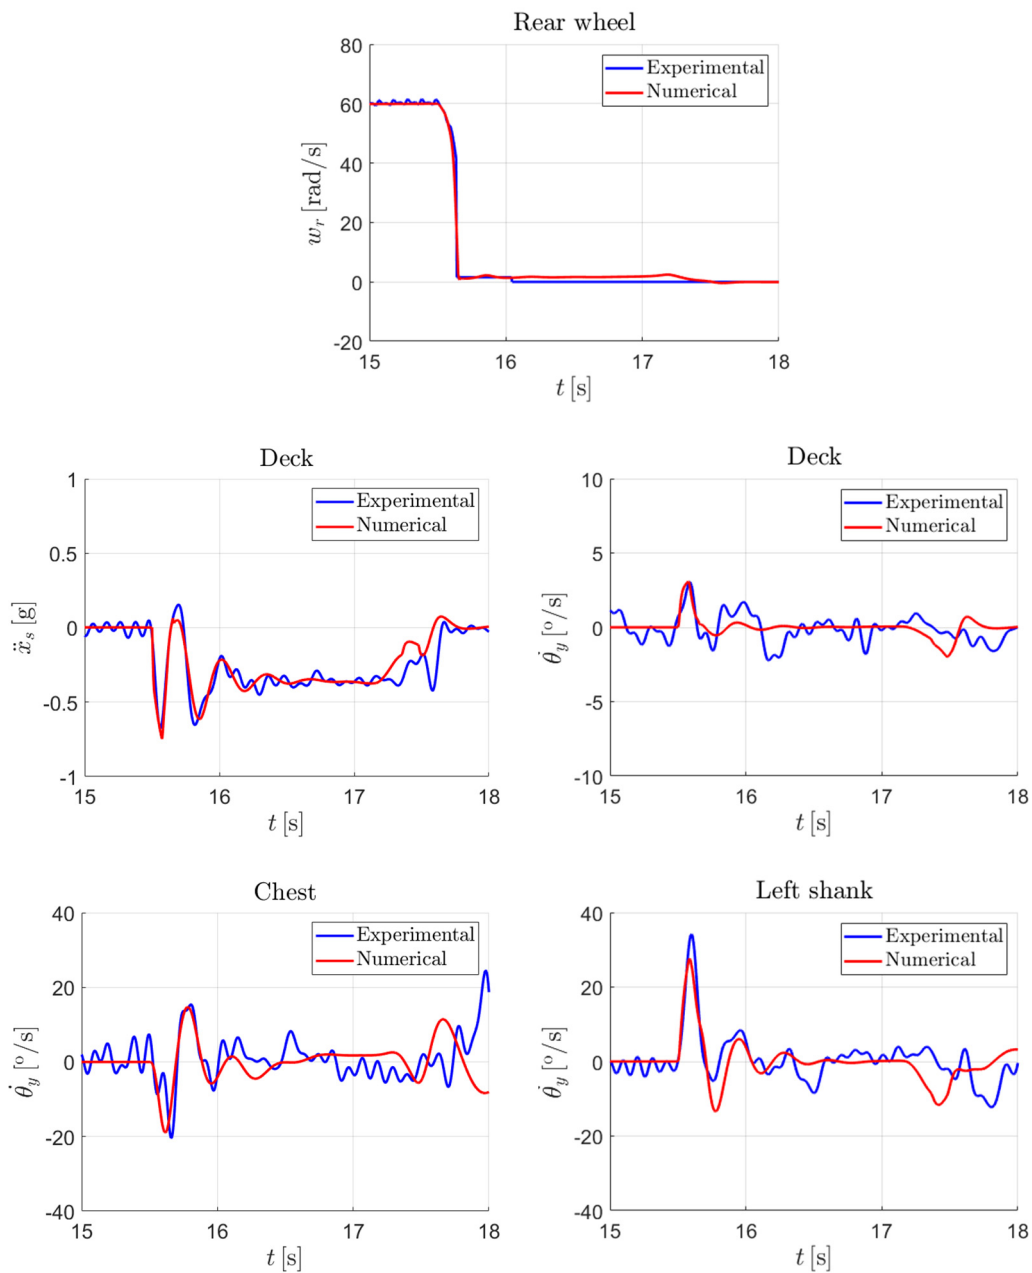 Rear wheel
80
60
40
20
0
-20
15 16 17 18
w_r [rad/s]
t [s]
Experimental
Numerical
Deck
1
0.5
0
-0.5
-1
15 16 17 18
ẍ_s [g]
t [s]
Experimental
Numerical
Deck
10
5
0
-5
-10
15 16 17 18
θ̇_y [°/s]
t [s]
Experimental
Numerical
Chest
40
20
0
-20
-40
15 16 17 18
θ̇_y [°/s]
t [s]
Experimental
Numerical
Left shank
40
20
0
-20
-40
15 16 17 18
θ̇_y [°/s]
t [s]
Experimental
Numerical